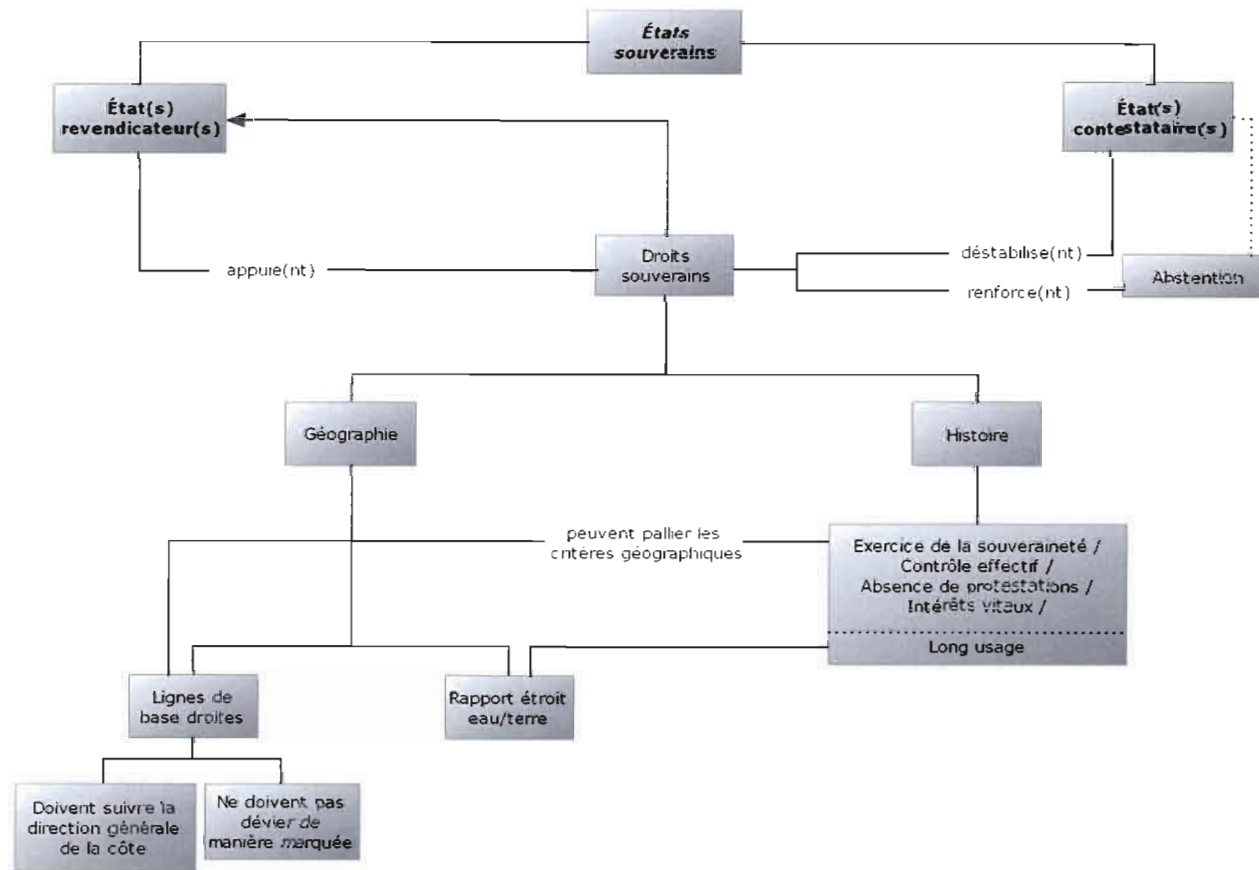 États
souverains
État(s)
revendicateur(s)
État(s)
contestataire(s)
appuie(nt)
Droits
souverains
déstabilise(nt)
renforce(nt)
Abstention
Géographie
Histoire
peuvent pallier les
critères géographiques
Exercice de la souveraineté /
Contrôle effectif /
Absence de protestations /
Intérêts vitaux /
Long usage
Lignes de
base droites
Rapport étroit
eau/terre
Doivent suivre la
direction générale
de la côte
Ne doivent pas
dévier de
manière marquée